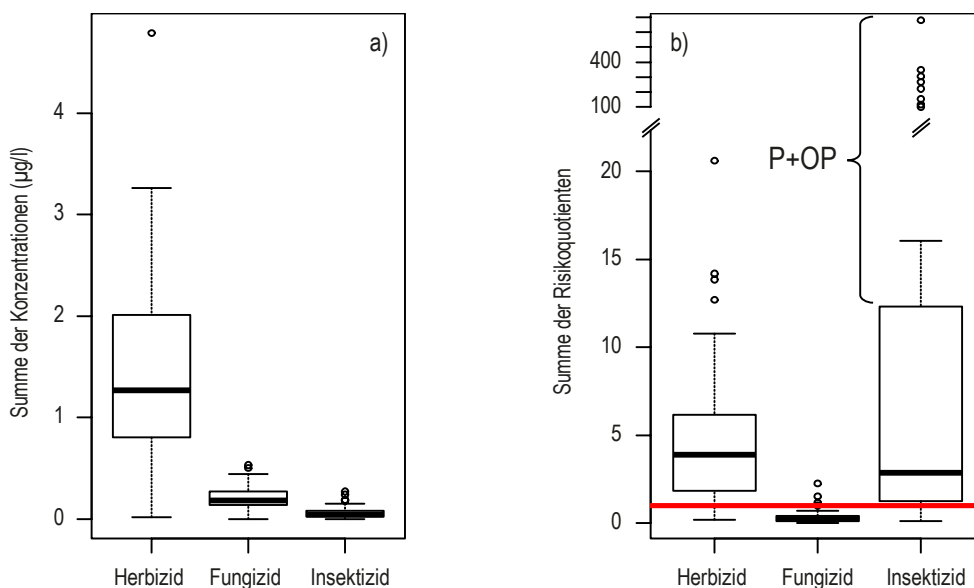 a)
Summe der Konzentrationen (µg/l)
4
3
2
1
0
Herbizid Fungizid Insektizid
b)
Summe der Risikoquotienten
400
100
20
15
10
5
0
P+OP
Herbizid Fungizid Insektizid